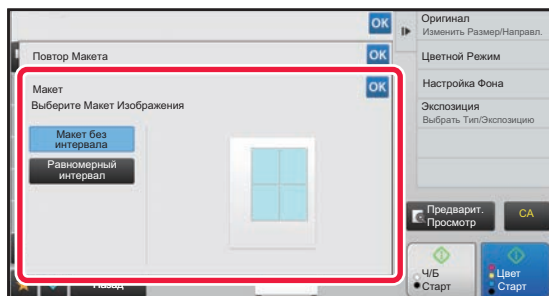 OK
Повтор Макета
OK
Макет
OK
Выберите Макет Изображения
Макет без
интервала
Равномерный
интервал
Назад
Оригинал
Изменить Размер/Направл.
Цветной Режим
Настройка Фона
Экспозиция
Выбрать Тип/Экспозицию
Предварит.
Просмотр
CA
Ч/Б
Старт
Цвет
Старт